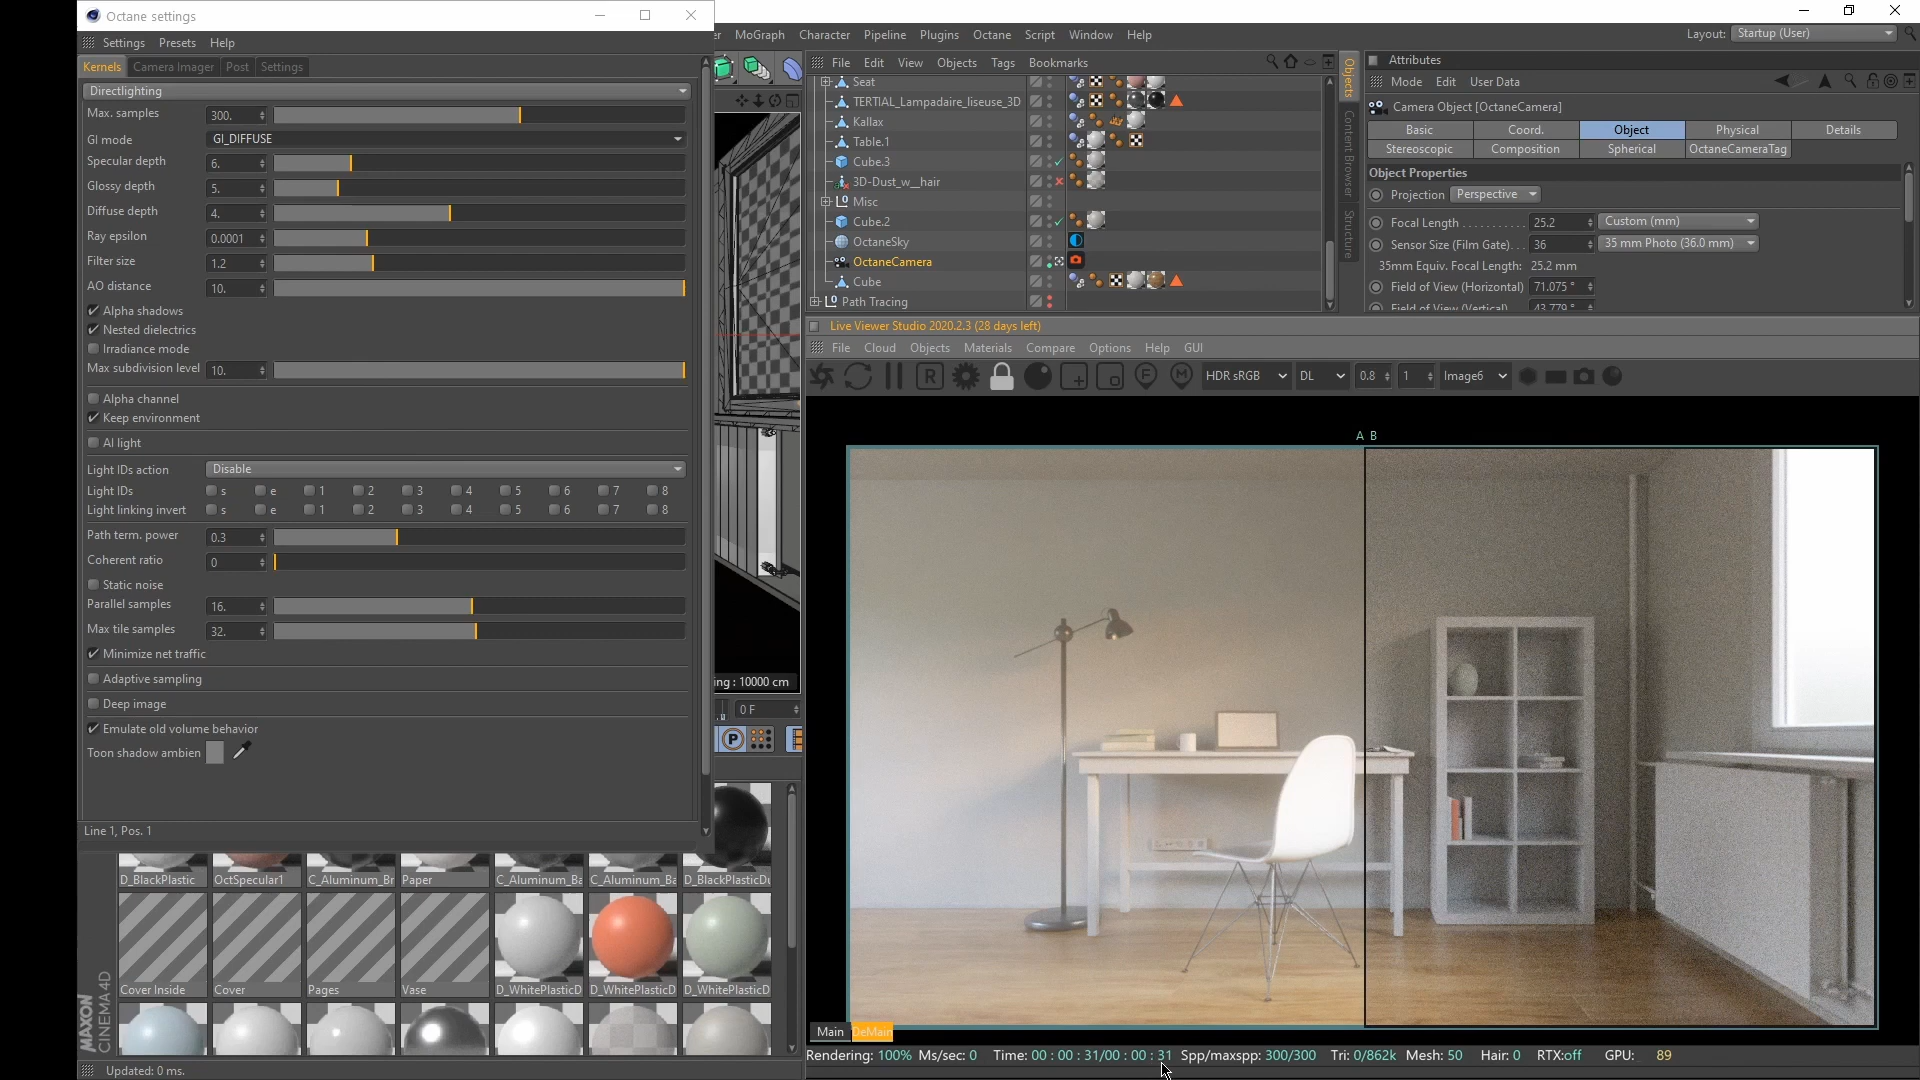 Octane settings
Settings Presets Help
Kernels Camera Imager Post Settings
Directlighting
Max. samples 300.
GI mode GI_DIFFUSE
Specular depth 6.
Glossy depth 5.
Diffuse depth 4.
Ray epsilon 0.0001
Filter size 1.2
AO distance 10.
Alpha shadows
Nested dielectrics
Irradiance mode
Max subdivision level 10.
Alpha channel
Keep environment
AI light
Light IDs action Disable
Light IDs s e 1 2 3 4 5 6 7 8
Light linking invert s e 1 2 3 4 5 6 7 8
Path term. power 0.3
Coherent ratio 0
Static noise
Parallel samples 16.
Max tile samples 32.
Minimize net traffic
Adaptive sampling
Deep image
Emulate old volume behavior
Toon shadow ambien
Line 1, Pos. 1
D_BlackPlastic OctSpecular1 C_Aluminum_Br Paper C_Aluminum_Ba C_Aluminum_Ba D_BlackPlasticDu
Cover Inside Cover Pages Vase D_WhitePlasticD D_WhitePlasticD D_WhitePlasticD
MAXON
CINEMA 4D
Updated: 0 ms.
MoGraph Character Pipeline Plugins Octane Script Window Help
Layout: Startup (User)
ing : 10000 cm
0 F
P
File Edit View Objects Tags Bookmarks
Seat
TERTIAL_Lampadaire_liseuse_3D
Kallax
Table.1
Cube.3
3D-Dust_w_hair
Misc
Cube.2
OctaneSky
OctaneCamera
Cube
Path Tracing
Objects
Content Browser
Structure
Attributes
Mode Edit User Data
Camera Object [OctaneCamera]
Basic Coord. Object Physical Details
Stereoscopic Composition Spherical OctaneCameraTag
Object Properties
Projection Perspective
Focal Length . . . . . . . . . . . 25.2 Custom (mm)
Sensor Size (Film Gate). . . 36 35 mm Photo (36.0 mm)
35mm Equiv. Focal Length: 25.2 mm
Field of View (Horizontal) 71.075 °
Field of View (Vertical) 43.779 °
Live Viewer Studio 2020.2.3 (28 days left)
File Cloud Objects Materials Compare Options Help GUI
R F M HDR sRGB DL 0.8 1 Image6
A B
Main DeMain
Rendering: 100% Ms/sec: 0 Time: 00 : 00 : 31/00 : 00 : 31 Spp/maxspp: 300/300 Tri: 0/862k Mesh: 50 Hair: 0 RTX:off GPU: 89